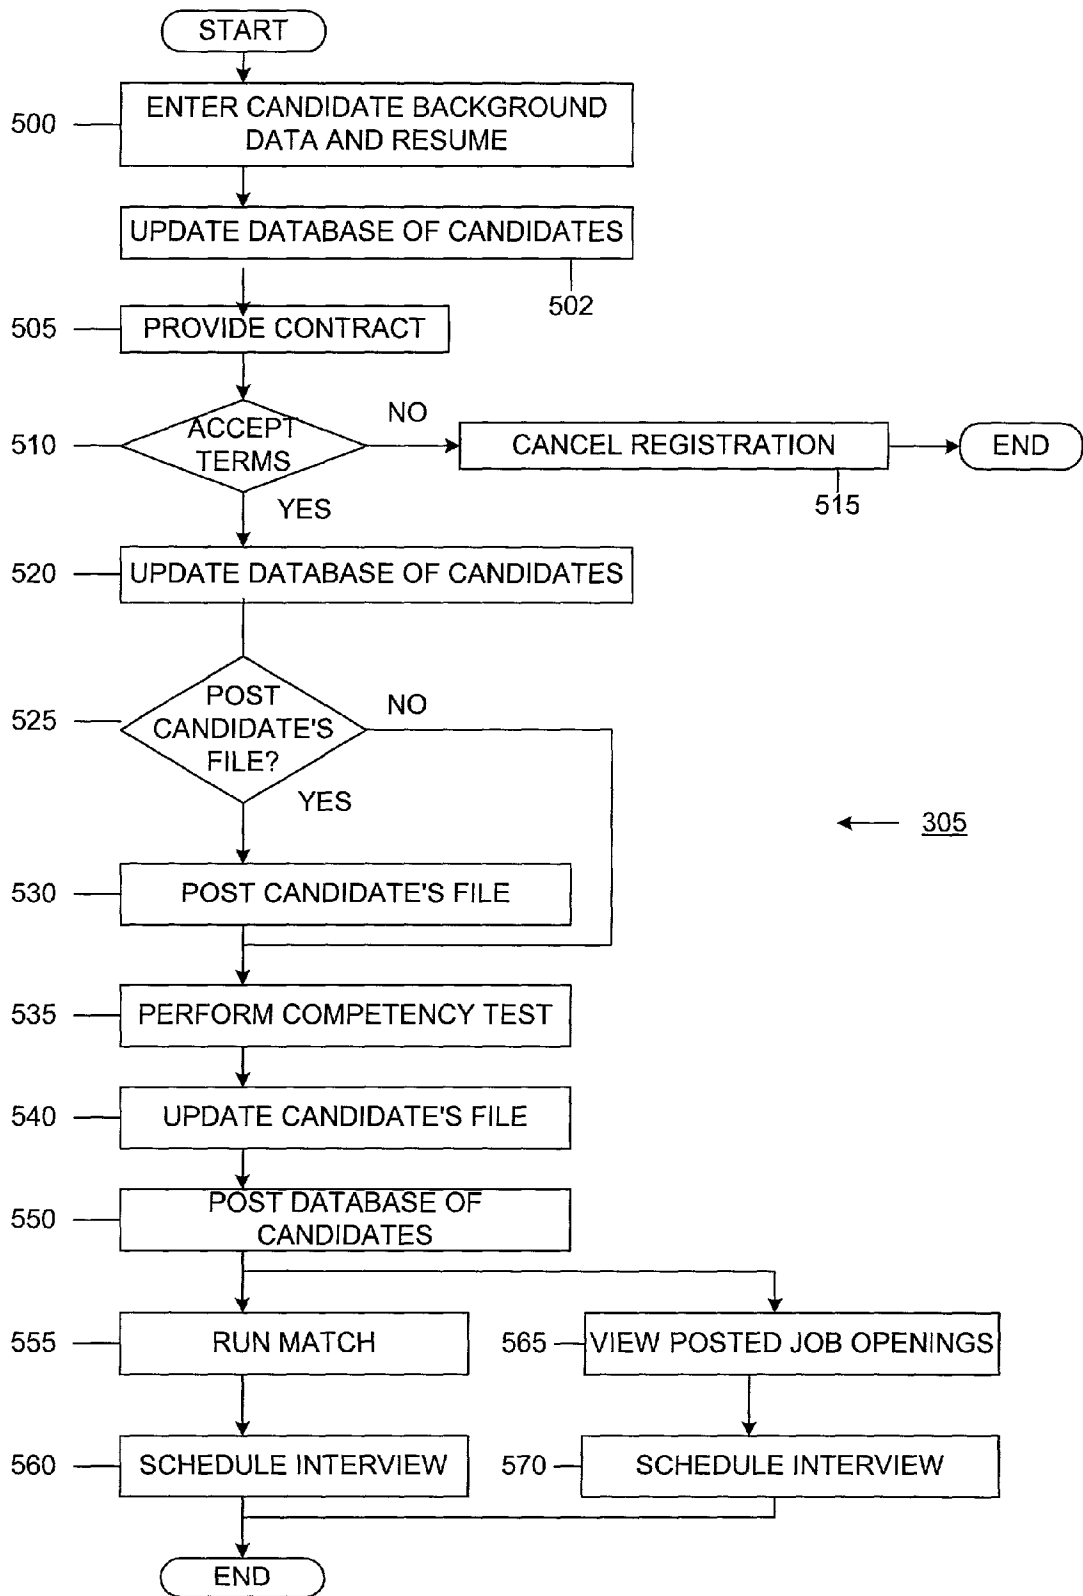 START
500
ENTER CANDIDATE BACKGROUND
DATA AND RESUME
UPDATE DATABASE OF CANDIDATES
502
505
PROVIDE CONTRACT
510
ACCEPT
TERMS
NO
CANCEL REGISTRATION
END
515
YES
520
UPDATE DATABASE OF CANDIDATES
525
POST
CANDIDATE'S
FILE?
NO
YES
305
530
POST CANDIDATE'S FILE
535
PERFORM COMPETENCY TEST
540
UPDATE CANDIDATE'S FILE
550
POST DATABASE OF
CANDIDATES
555
RUN MATCH
565
VIEW POSTED JOB OPENINGS
560
SCHEDULE INTERVIEW
570
SCHEDULE INTERVIEW
END